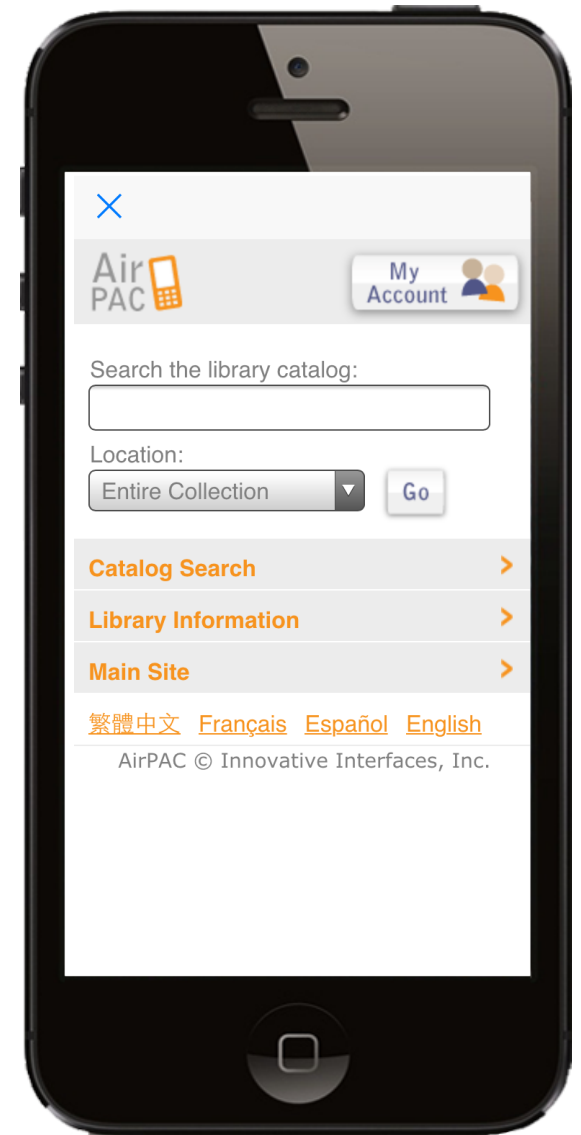 Air
PAC
My
Account
Search the library catalog:
Location:
Entire Collection
Go
Catalog Search
Library Information
Main Site
繁體中文 Français Español English
AirPAC © Innovative Interfaces, Inc.